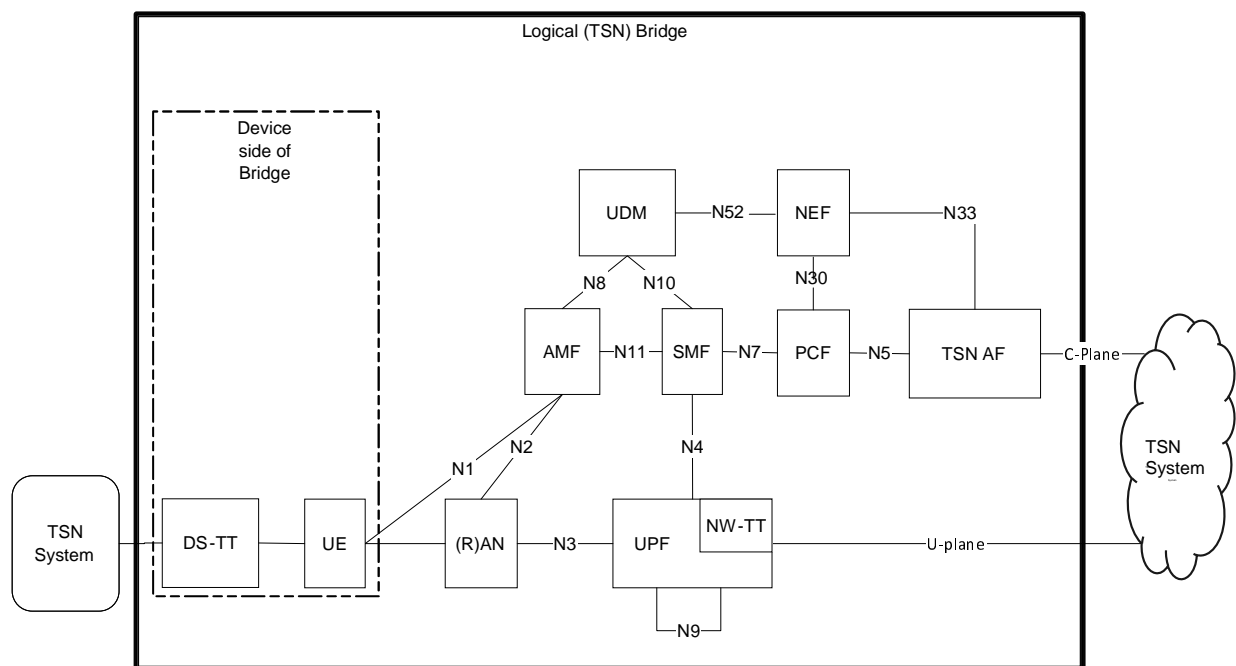 Logical (TSN) Bridge
Device
side of
Bridge
UDM
N52
NEF
N33
N8
N10
N30
AMF
N11
SMF
N7
PCF
N5
TSN AF
C-Plane
N1
N2
N4
TSN
System
TSN
System
DS-TT
UE
(R)AN
N3
UPF
NW-TT
U-plane
N9